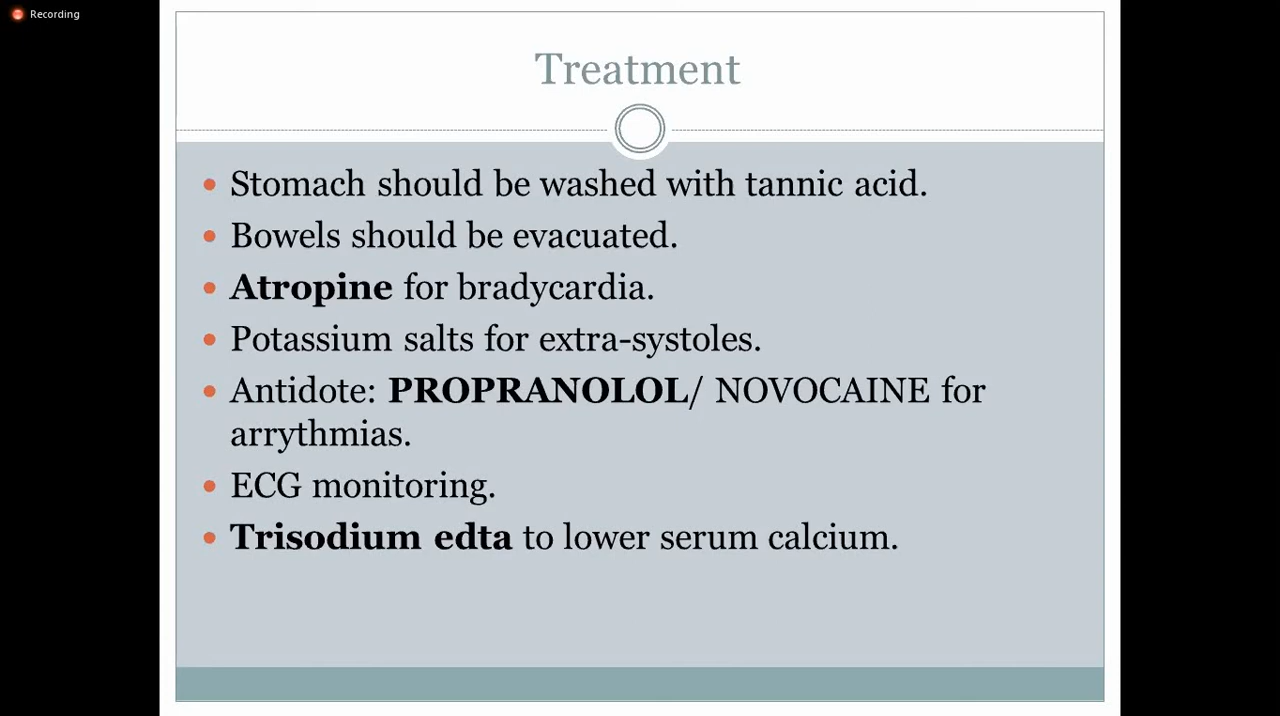 Recording
Treatment
Stomach should be washed with tannic acid.
Bowels should be evacuated.
Atropine for bradycardia.
Potassium salts for extra-systoles.
Antidote: PROPRANOLOL/ NOVOCAINE for
arrythmias.
ECG monitoring.
Trisodium edta to lower serum calcium.